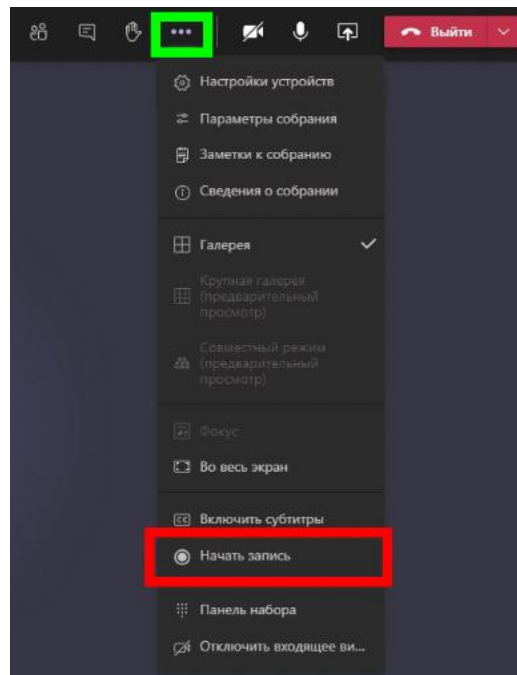 Выйти
Настройки устройств
Параметры собрания
Заметки к собранию
Сведения о собрании
Галерея
Крупная галерея
(предварительный
просмотр)
Совместный режим
(предварительный
просмотр)
Фокус
Во весь экран
CC Включить субтитры
Начать запись
Панель набора
Отключить входящее ви...